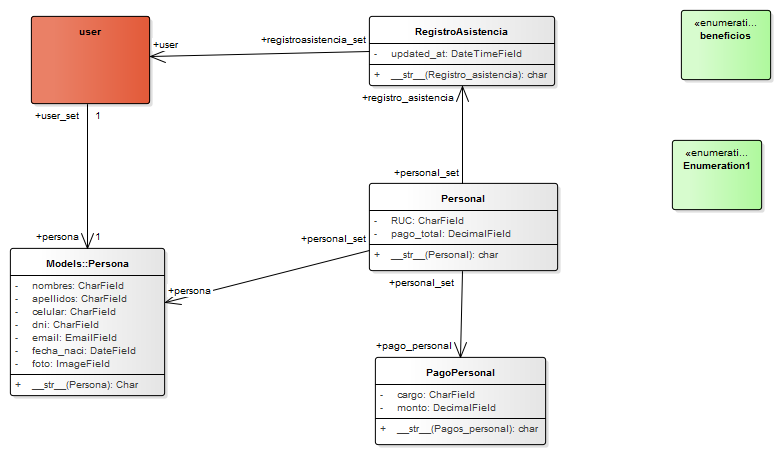 user
+user
+registroasistencia_set
RegistroAsistencia
- updated_at: DateTimeField
+ __str__(Registro_asistencia): char
«enumerati...
beneficios
+registro_asistencia
+user_set
1
«enumerati...
Enumeration1
+personal_set
Personal
- RUC: CharField
- pago_total: DecimalField
+ __str__(Personal): char
+persona
1
+personal_set
+persona
Models::Persona
- nombres: CharField
- apellidos: CharField
- celular: CharField
- dni: CharField
- email: EmailField
- fecha_naci: DateField
- foto: ImageField
+ __str__(Persona): Char
+personal_set
+pago_personal
PagoPersonal
- cargo: CharField
- monto: DecimalField
+ __str__(Pagos_personal): char